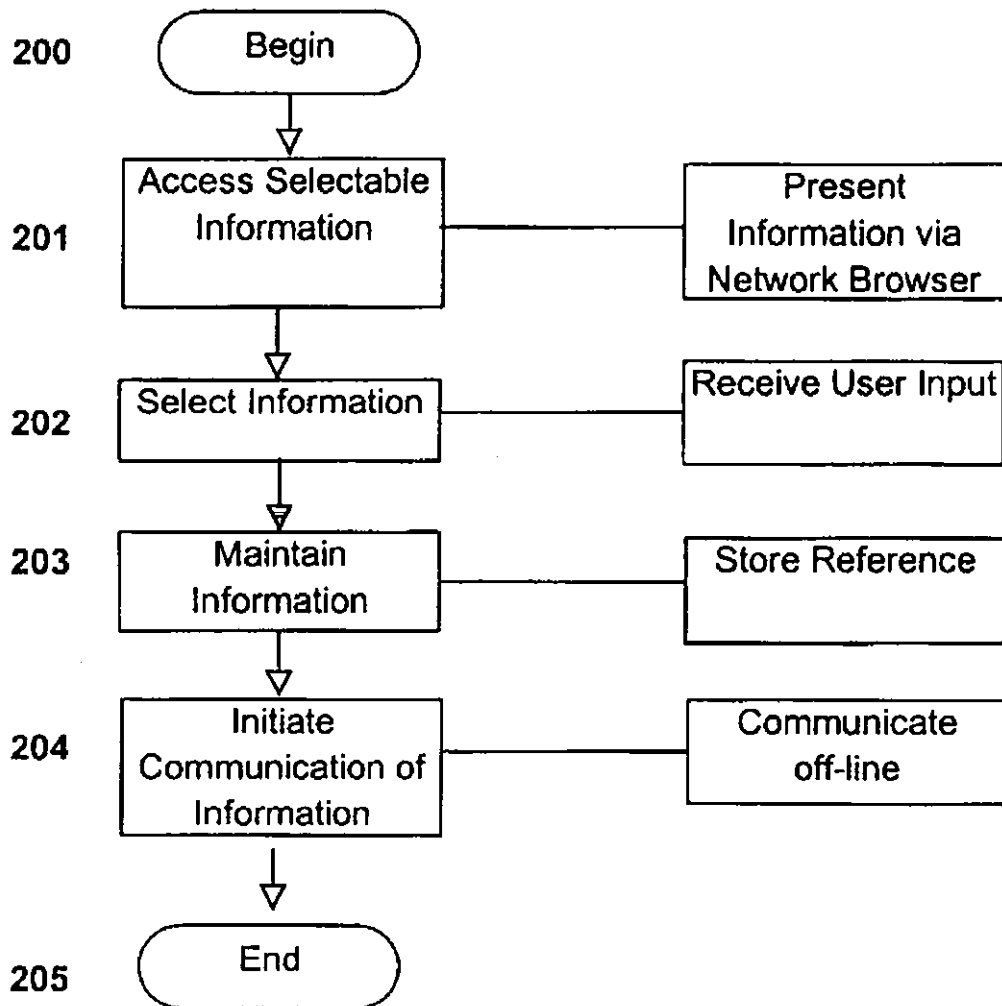 200
Begin
201
Access Selectable
Information
Present
Information via
Network Browser
202
Select Information
Receive User Input
203
Maintain
Information
Store Reference
204
Initiate
Communication of
Information
Communicate
off-line
End
205